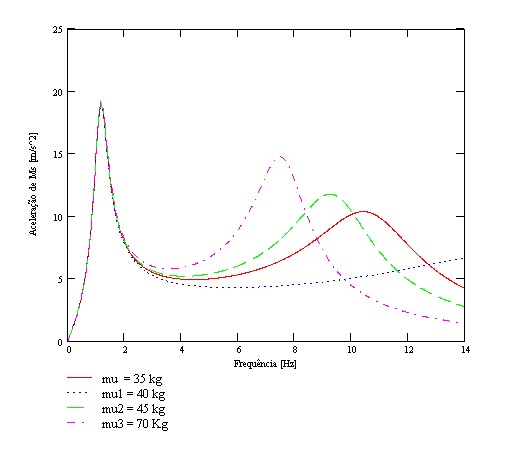 25
20
15
10
5
0
Aceleração de Ms [m/s^2]
0 2 4 6 8 10 12 14
Frequência [Hz]
mu = 35 kg
mu1 = 40 kg
mu2 = 45 kg
mu3 = 70 Kg